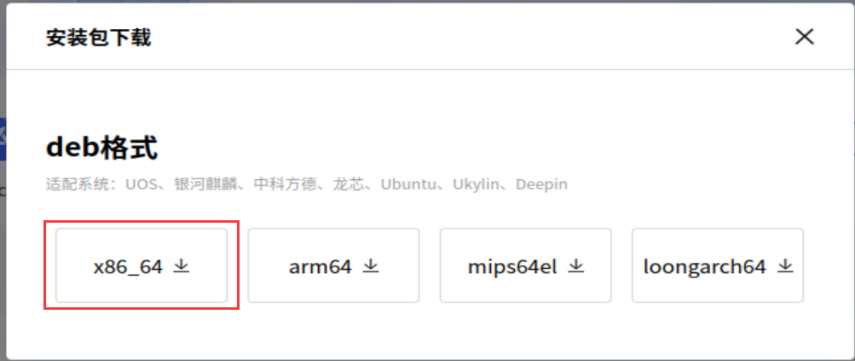 安装包下载
deb格式
适配系统：UOS、银河麒麟、中科方德、龙芯、Ubuntu、Ukylin、Deepin
x86_64 arm64 mips64el loongarch64